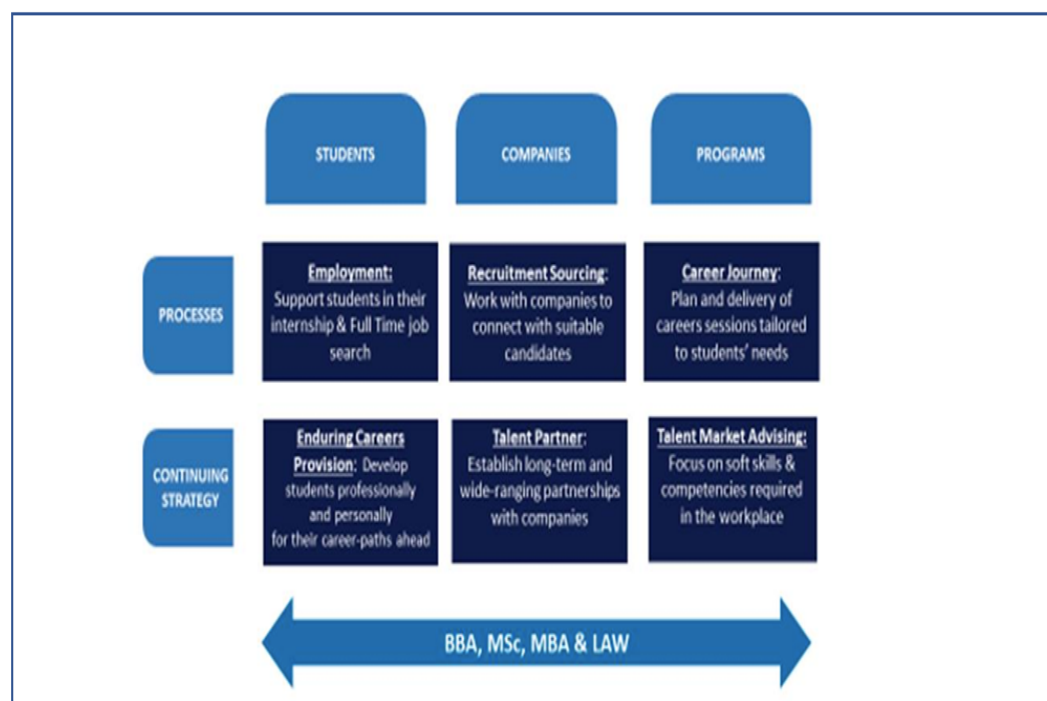 STUDENTS
COMPANIES
PROGRAMS
PROCESSES
Employment:
Support students in their
internship & Full Time job
search
Recruitment Sourcing:
Work with companies to
connect with suitable
candidates
Career Journey:
Plan and delivery of
careers sessions tailored
to students' needs
CONTINUING
STRATEGY
Enduring Careers
Provision: Develop
students professionally
and personally
for their career-paths ahead
Talent Partner:
Establish long-term and
wide-ranging partnerships
with companies
Talent Market Advising:
Focus on soft skills &
competencies required
in the workplace
BBA, MSc, MBA & LAW